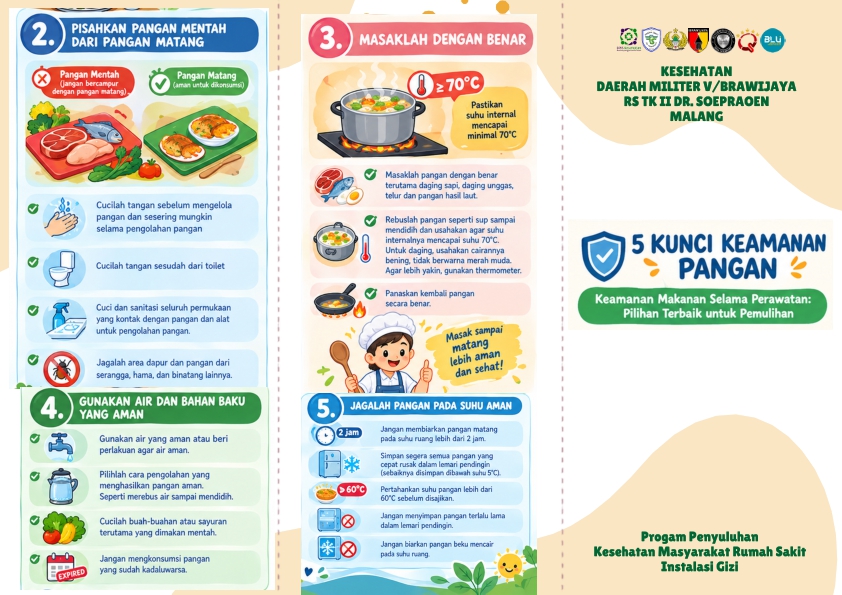 2.
PISAHKAN PANGAN MENTAH
DARI PANGAN MATANG
Pangan Mentah
(jangan bercampur
dengan pangan matang)
Pangan Matang
(aman untuk dikonsumsi)
Cucilah tangan sebelum mengelola
pangan dan sesering mungkin
selama pengolahan pangan
Cucilah tangan sesudah dari toilet
Cuci dan sanitasi seluruh permukaan
yang kontak dengan pangan dan alat
untuk pengolahan pangan.
Jagalah area dapur dan pangan dari
serangga, hama, dan binatang lainnya.
4.
GUNAKAN AIR DAN BAHAN BAKU
YANG AMAN
Gunakan air yang aman atau beri
perlakuan agar air aman.
Pilihlah cara pengolahan yang
menghasilkan pangan aman.
Seperti merebus air sampai mendidih.
Cucilah buah-buahan atau sayuran
terutama yang dimakan mentah.
EXPIRED
Jangan mengkonsumsi pangan
yang sudah kadaluwarsa.
3.
MASAKLAH DENGAN BENAR
≥ 70°C
Pastikan
suhu internal
mencapai
minimal 70°C
Masaklah pangan dengan benar
terutama daging sapi, daging unggas,
telur dan pangan hasil laut.
Rebuslah pangan seperti sup sampai
mendidih dan usahakan agar suhu
internalnya mencapai suhu 70°C.
Untuk daging, usahakan cairannya
bening, tidak berwarna merah muda.
Agar lebih yakin, gunakan thermometer.
Panaskan kembali pangan
secara benar.
Masak sampai
matang
lebih aman
dan sehat!
5.
JAGALAH PANGAN PADA SUHU AMAN
2 jam
Jangan membiarkan pangan matang
pada suhu ruang lebih dari 2 jam.
Simpan segera semua pangan yang
cepat rusak dalam lemari pendingin
(sebaiknya disimpan dibawah suhu 5°C).
≥ 60°C
Pertahankan suhu pangan lebih dari
60°C sebelum disajikan.
Jangan menyimpan pangan terlalu lama
dalam lemari pendingin.
Jangan biarkan pangan beku mencair
pada suhu ruang.
BLU
KESEHATAN
DAERAH MILITER V/BRAWIJAYA
RS TK II DR. SOEPRAOEN
MALANG
5 KUNCI KEAMANAN
PANGAN
Keamanan Makanan Selama Perawatan:
Pilihan Terbaik untuk Pemulihan
Progam Penyuluhan
Kesehatan Masyarakat Rumah Sakit
Instalasi Gizi